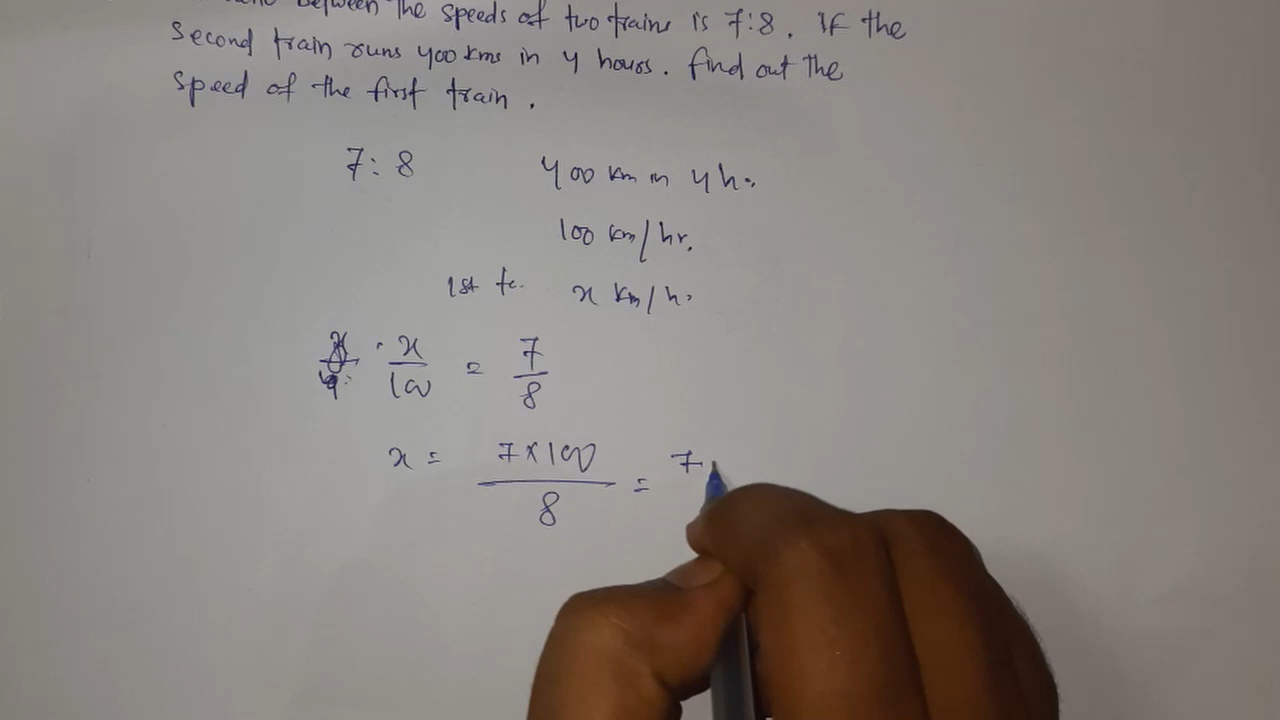 between the speeds of two trains is 7:8. If the
second train runs 400 kms in 4 hours. find out the
speed of the first train.
7:8 400 km in 4h.
100 km/hr.
1st tr. x km/h.
x/100 = 7/8
x = 7×100/8 = 7